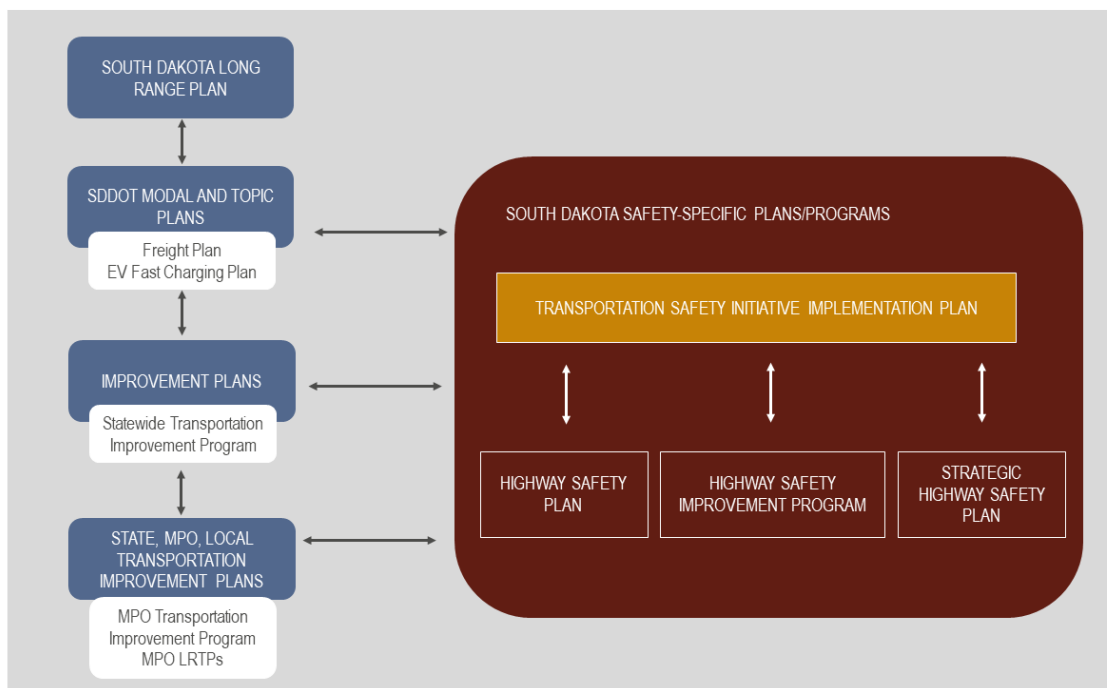 SOUTH DAKOTA LONG
RANGE PLAN
SDDOT MODAL AND TOPIC
PLANS
Freight Plan
EV Fast Charging Plan
IMPROVEMENT PLANS
Statewide Transportation
Improvement Program
STATE, MPO, LOCAL
TRANSPORTATION
IMPROVEMENT PLANS
MPO Transportation
Improvement Program
MPO LRTPs
SOUTH DAKOTA SAFETY-SPECIFIC PLANS/PROGRAMS
TRANSPORTATION SAFETY INITIATIVE IMPLEMENTATION PLAN
HIGHWAY SAFETY
PLAN
HIGHWAY SAFETY
IMPROVEMENT PROGRAM
STRATEGIC
HIGHWAY SAFETY
PLAN